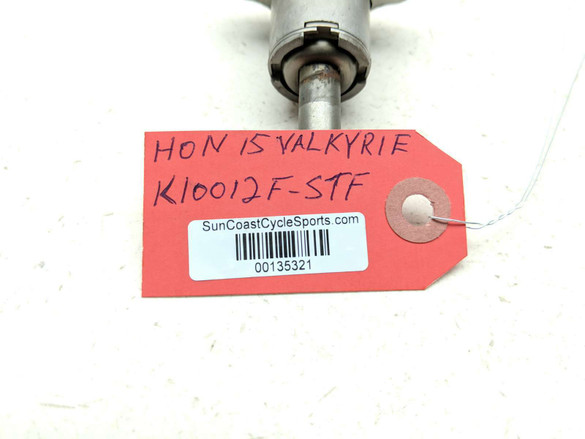 HON 15 VALKYRIE
K10012F-STF
SunCoastCycleSports.com
00135321